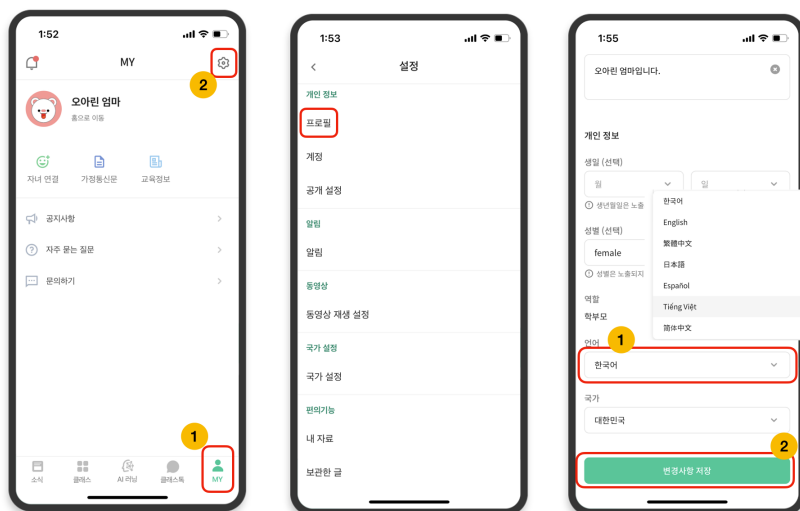 1:52
MY
2
오아린 엄마
홈으로 이동
자녀 연결
가정통신문
교육정보
공지사항
자주 묻는 질문
문의하기
1
소식
클래스
AI 러닝
클래스톡
MY
1:53
설정
개인 정보
프로필
계정
공개 설정
알림
알림
동영상
동영상 재생 설정
국가 설정
국가 설정
편의기능
내 자료
보관한 글
1:55
오아린 엄마입니다.
개인 정보
생일 (선택)
월
일
생년월일은 노출
성별 (선택)
female
성별은 노출되지
역할
학부모
한국어
English
繁體中文
日本語
Español
Tiếng Việt
简体中文
언어
1
한국어
국가
대한민국
2
변경사항 저장